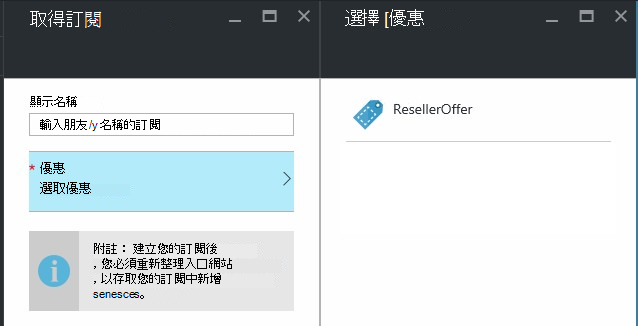 取得訂閱
選擇 [優惠
顯示名稱
輸入朋友/y 名稱的訂閱
* 優惠
選取優惠
附註： 建立您的訂閱後
, 您必須重新整理入口網站
, 以存取您的訂閱中新增
senesces。
ResellerOffer